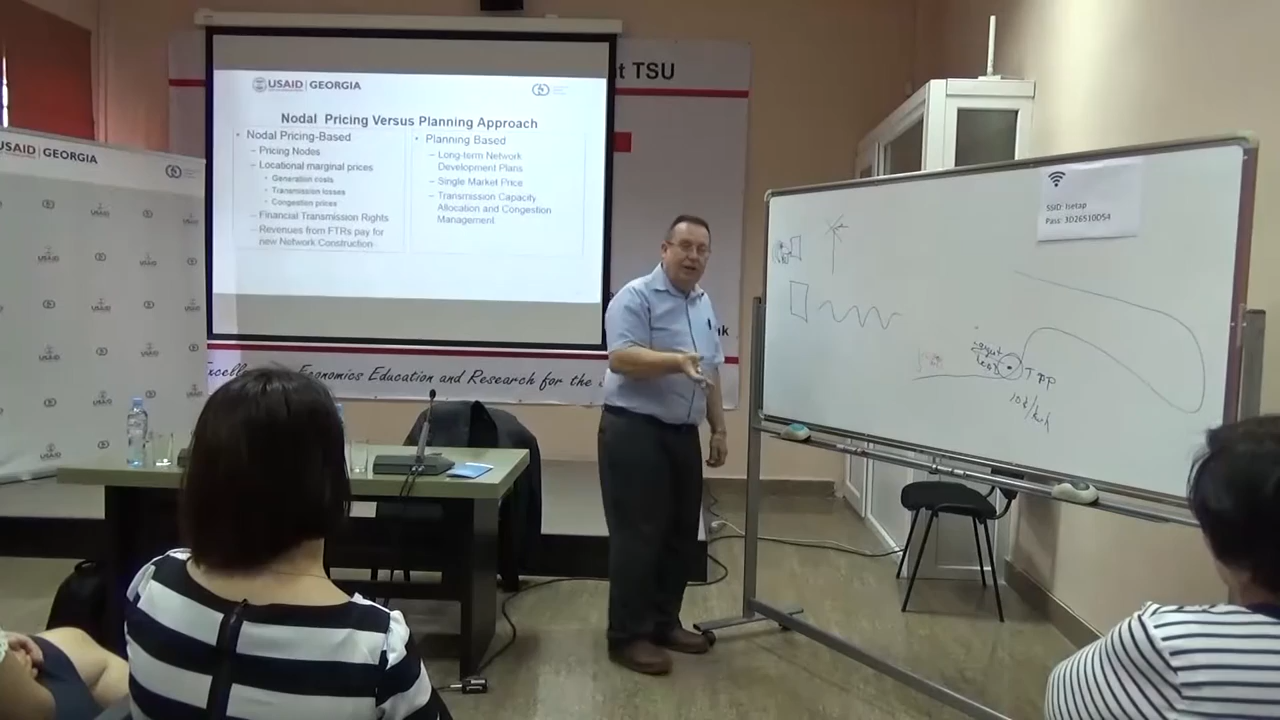 USAID | GEORGIA
Nodal Pricing Versus Planning Approach
• Nodal Pricing-Based
– Pricing Nodes
– Locational marginal prices
• Generation costs
• Transmission losses
• Congestion prices
– Financial Transmission Rights
– Revenues from FTRs pay for
new Network Construction
• Planning Based
– Long-term Network
Development Plans
– Single Market Price
– Transmission Capacity
Allocation and Congestion
Management
t TSU
USAID | GEORGIA
Economics Education and Research for the
SSID: Isetap
Pass: 3D26510D54
TPP